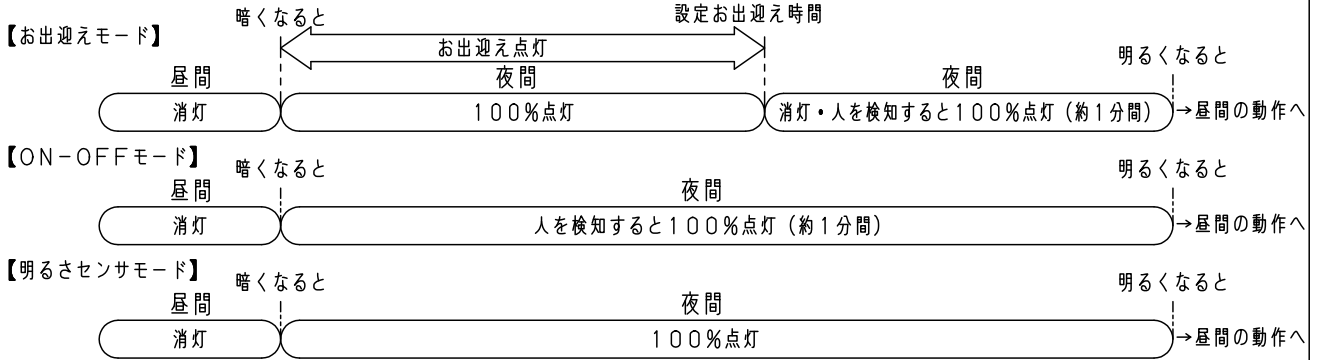 【お出迎えモード】
暗くなると
設定お出迎え時間
お出迎え点灯
明るくなると
昼間
夜間
夜間
消灯
100%点灯
消灯・人を検知すると100%点灯(約1分間)
→昼間の動作へ
【ON-OFFモード】
暗くなると
明るくなると
昼間
夜間
消灯
人を検知すると100%点灯(約1分間)
→昼間の動作へ
【明るさセンサモード】
暗くなると
明るくなると
昼間
夜間
消灯
100%点灯
→昼間の動作へ